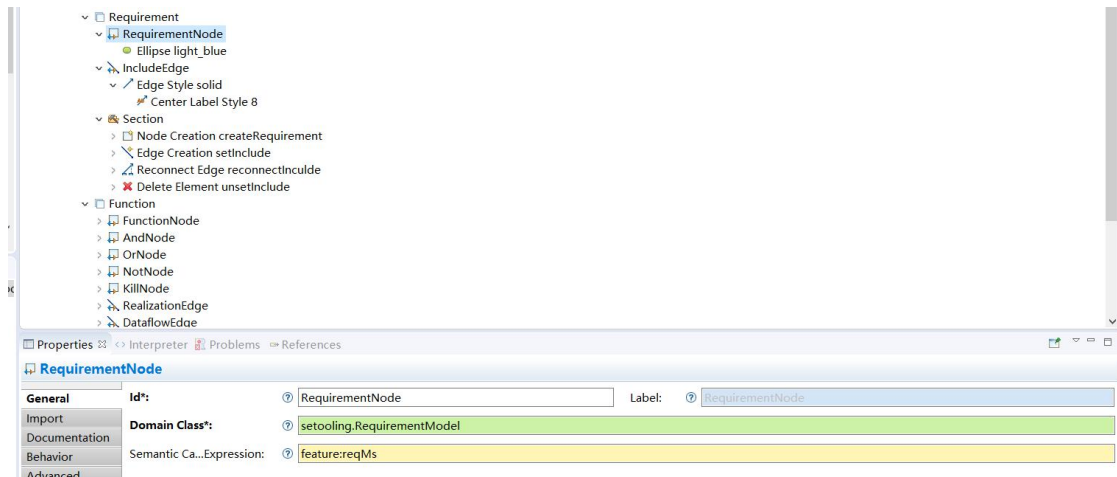 Requirement
RequirementNode
Ellipse light_blue
IncludeEdge
Edge Style solid
Center Label Style 8
Section
Node Creation createRequirement
Edge Creation setInclude
Reconnect Edge reconnectInculde
Delete Element unsetInclude
Function
FunctionNode
AndNode
OrNode
NotNode
KillNode
RealizationEdge
DataflowEdge
Properties Interpreter Problems References
RequirementNode
General Id*: RequirementNode Label: RequirementNode
Import
Domain Class*: setooling.RequirementModel
Documentation
Behavior Semantic Ca...Expression: feature:reqMs
Advanced